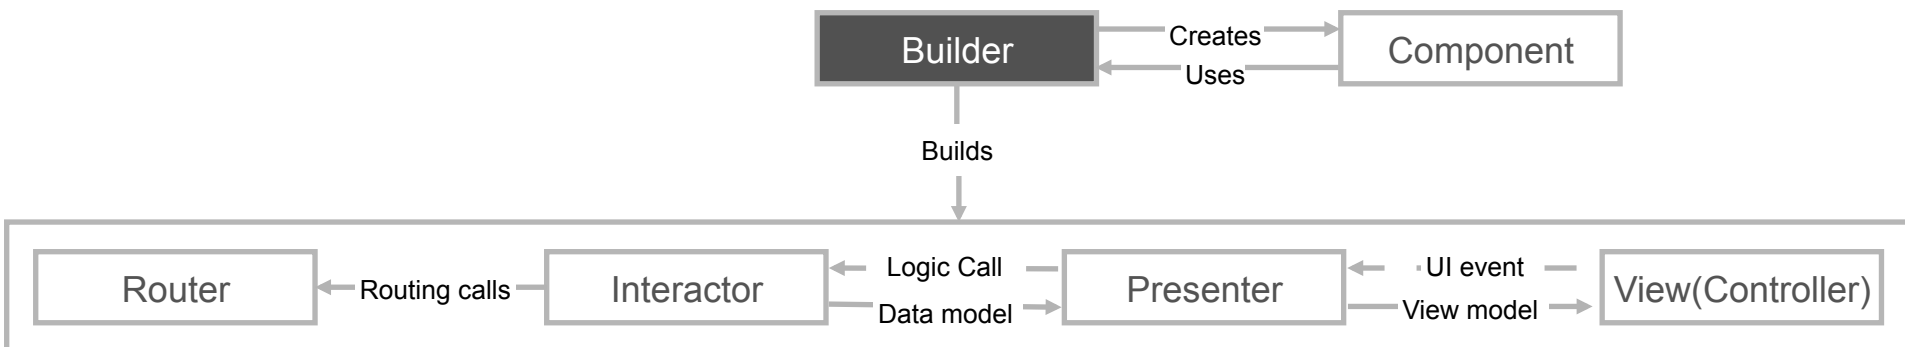 Builder
Creates
Uses
Component
Builds
Router
Routing calls
Interactor
Logic Call
Data model
Presenter
UI event
View model
View(Controller)